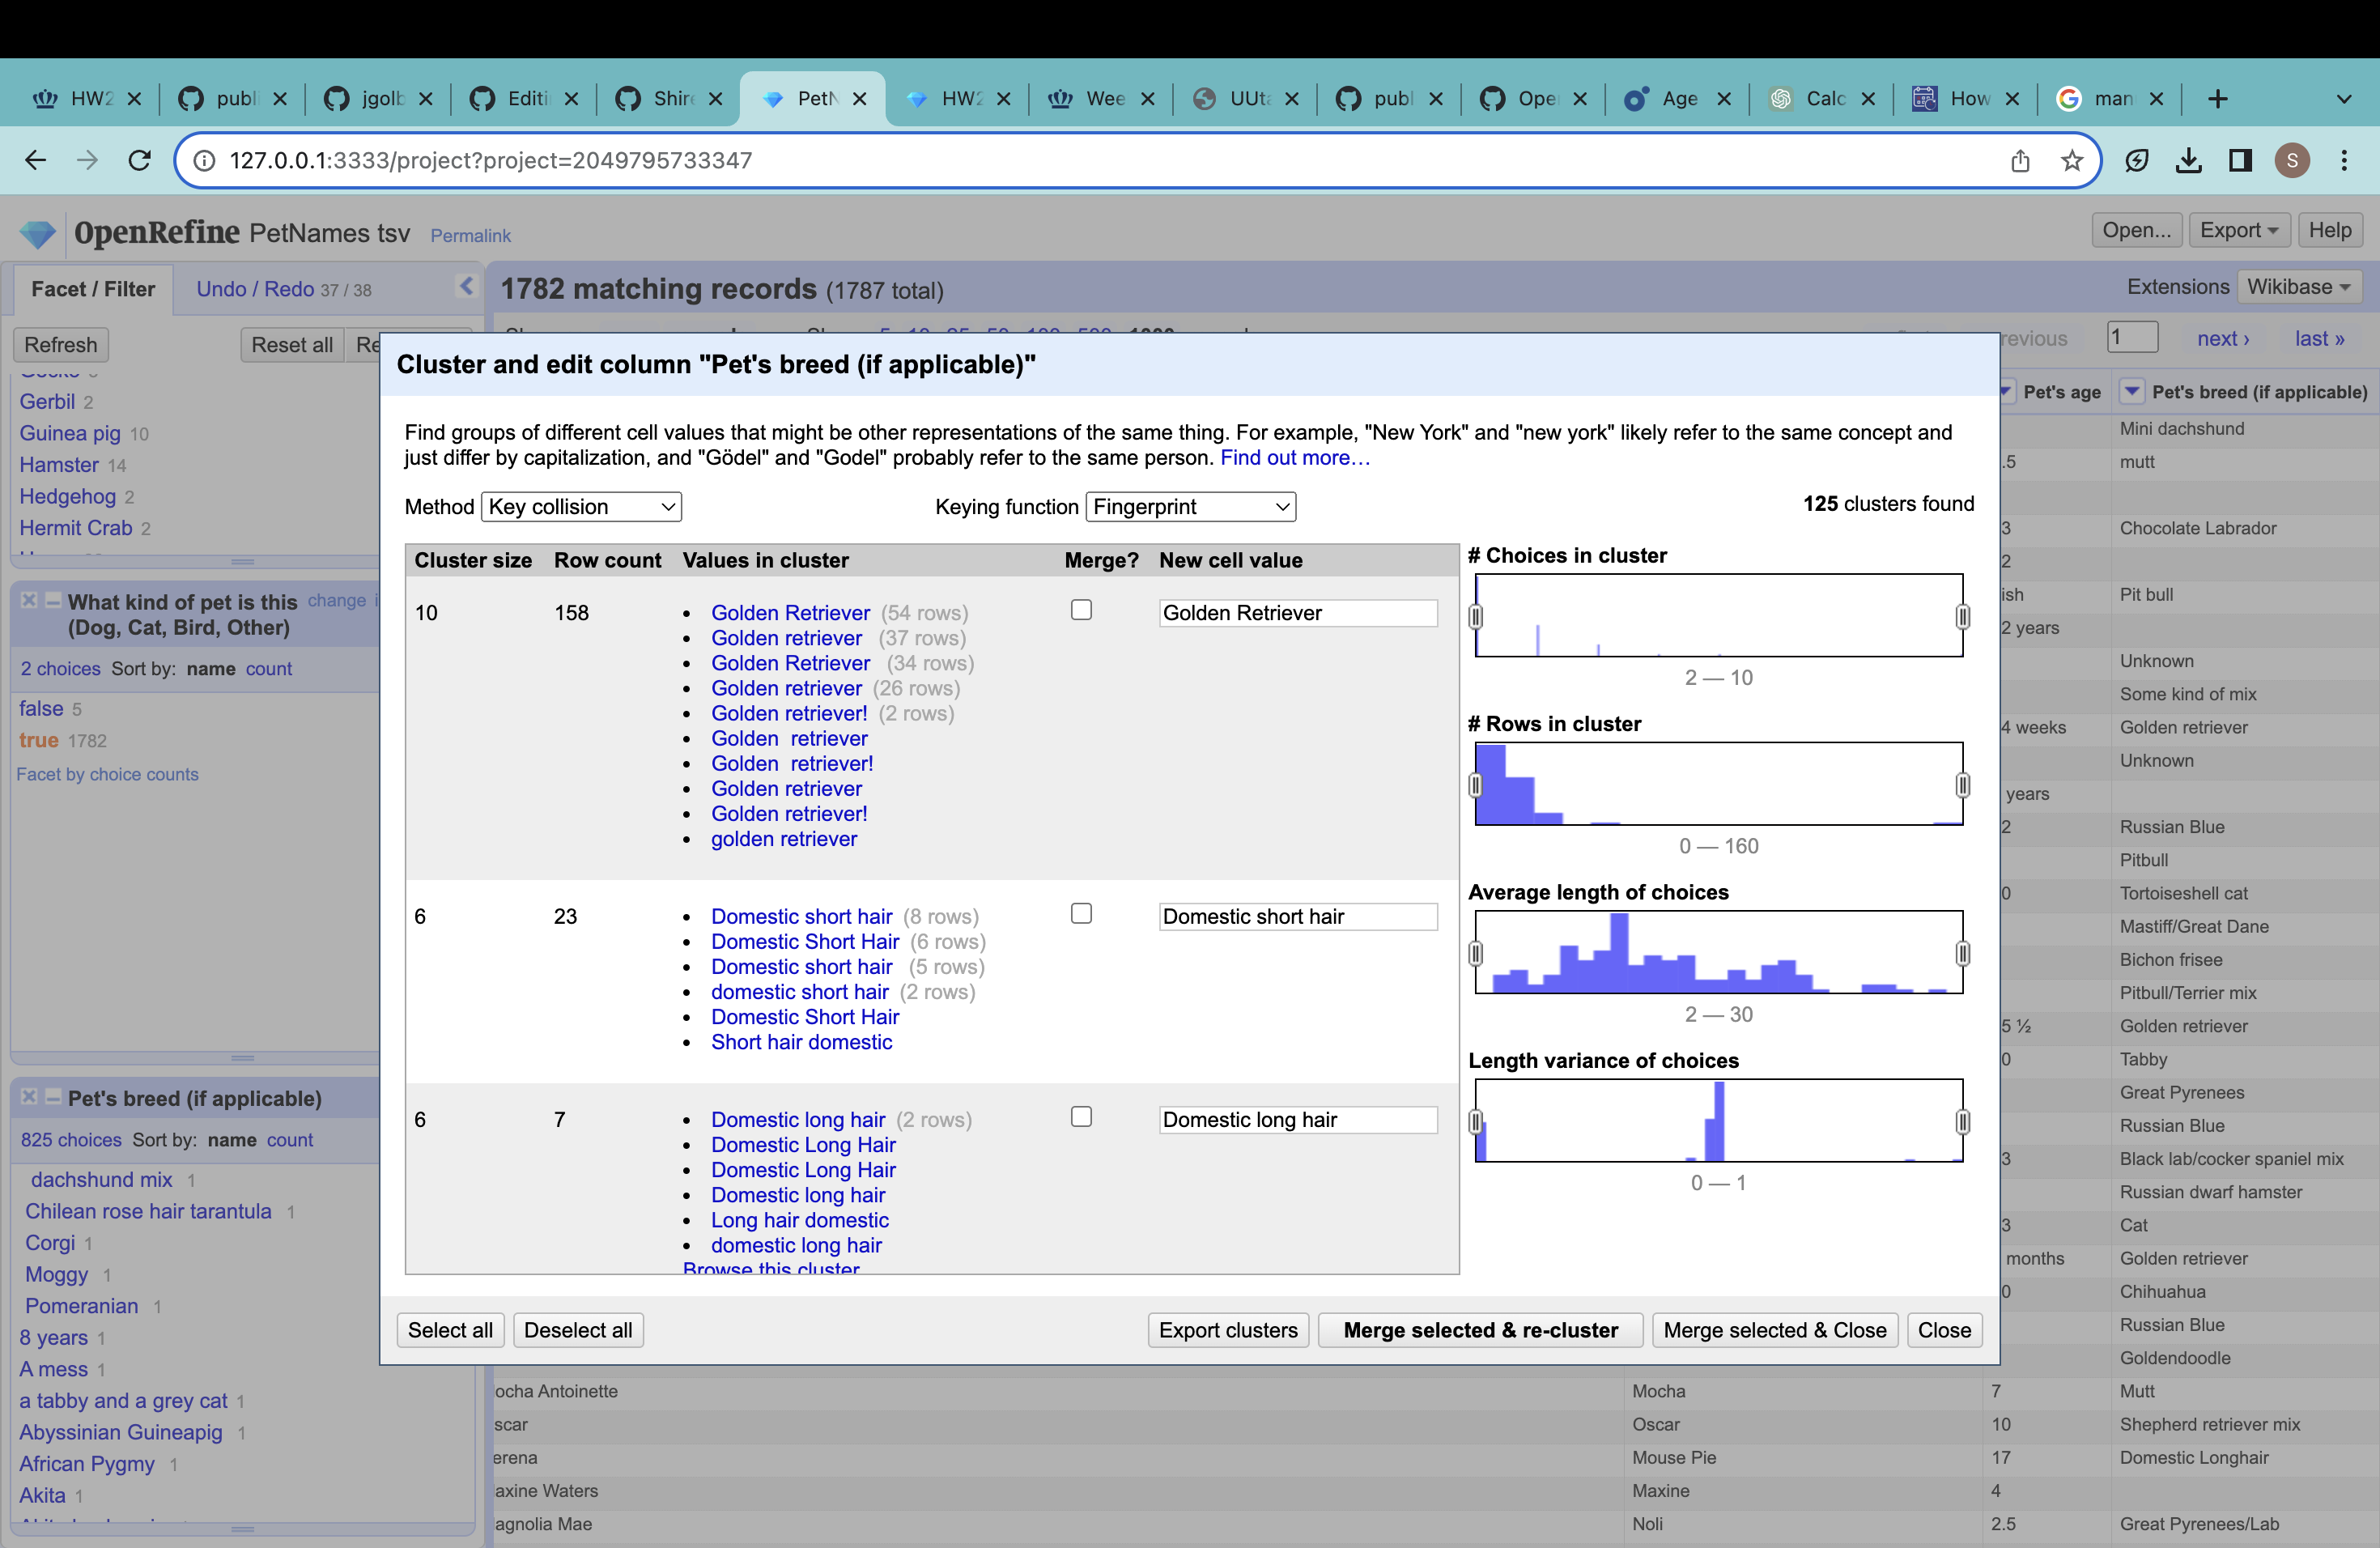 HW2 publ jgolb Editi Shire PetN HW2 Wee UUta publ Ope Age Calc How man
127.0.0.1:3333/project?project=2049795733347
S
OpenRefine PetNames tsv Permalink
Open... Export Help
Facet / Filter
Undo / Redo 37 / 38
1782 matching records (1787 total)
Extensions Wikibase
Refresh
Reset all
1
next ›
last »
Gerbil 2
Guinea pig 10
Hamster 14
Hedgehog 2
Hermit Crab 2
What kind of pet is this change
(Dog, Cat, Bird, Other)
2 choices Sort by: name count
false 5
true 1782
Facet by choice counts
Pet's breed (if applicable)
825 choices Sort by: name count
dachshund mix 1
Chilean rose hair tarantula 1
Corgi 1
Moggy 1
Pomeranian 1
8 years 1
A mess 1
a tabby and a grey cat 1
Abyssinian Guineapig 1
African Pygmy 1
Akita 1
Cluster and edit column "Pet's breed (if applicable)"
Find groups of different cell values that might be other representations of the same thing. For example, "New York" and "new york" likely refer to the same concept and
just differ by capitalization, and "Gödel" and "Godel" probably refer to the same person. Find out more…
Method Key collision
Keying function Fingerprint
125 clusters found
Cluster size Row count Values in cluster Merge? New cell value
10 158 Golden Retriever (54 rows) Golden Retriever
Golden retriever (37 rows)
Golden Retriever (34 rows)
Golden retriever (26 rows)
Golden retriever! (2 rows)
Golden  retriever
Golden  retriever!
Golden retriever
Golden retriever!
golden retriever
6 23 Domestic short hair (8 rows) Domestic short hair
Domestic Short Hair (6 rows)
Domestic short hair (5 rows)
domestic short hair (2 rows)
Domestic Short Hair
Short hair domestic
6 7 Domestic long hair (2 rows) Domestic long hair
Domestic Long Hair
Domestic Long Hair
Domestic long hair
Long hair domestic
domestic long hair
Browse this cluster
# Choices in cluster
2 — 10
# Rows in cluster
0 — 160
Average length of choices
2 — 30
Length variance of choices
0 — 1
Select all
Deselect all
Export clusters
Merge selected & re-cluster
Merge selected & Close
Close
Pet's age Pet's breed (if applicable)
Mini dachshund
.5 mutt
3 Chocolate Labrador
2
ish Pit bull
2 years
Unknown
Some kind of mix
4 weeks Golden retriever
Unknown
years
2 Russian Blue
Pitbull
0 Tortoiseshell cat
Mastiff/Great Dane
Bichon frisee
Pitbull/Terrier mix
5 ½ Golden retriever
0 Tabby
Great Pyrenees
Russian Blue
3 Black lab/cocker spaniel mix
Russian dwarf hamster
3 Cat
months Golden retriever
0 Chihuahua
Russian Blue
Goldendoodle
ocha Antoinette Mocha 7 Mutt
scar Oscar 10 Shepherd retriever mix
erena Mouse Pie 17 Domestic Longhair
axine Waters Maxine 4
agnolia Mae Noli 2.5 Great Pyrenees/Lab